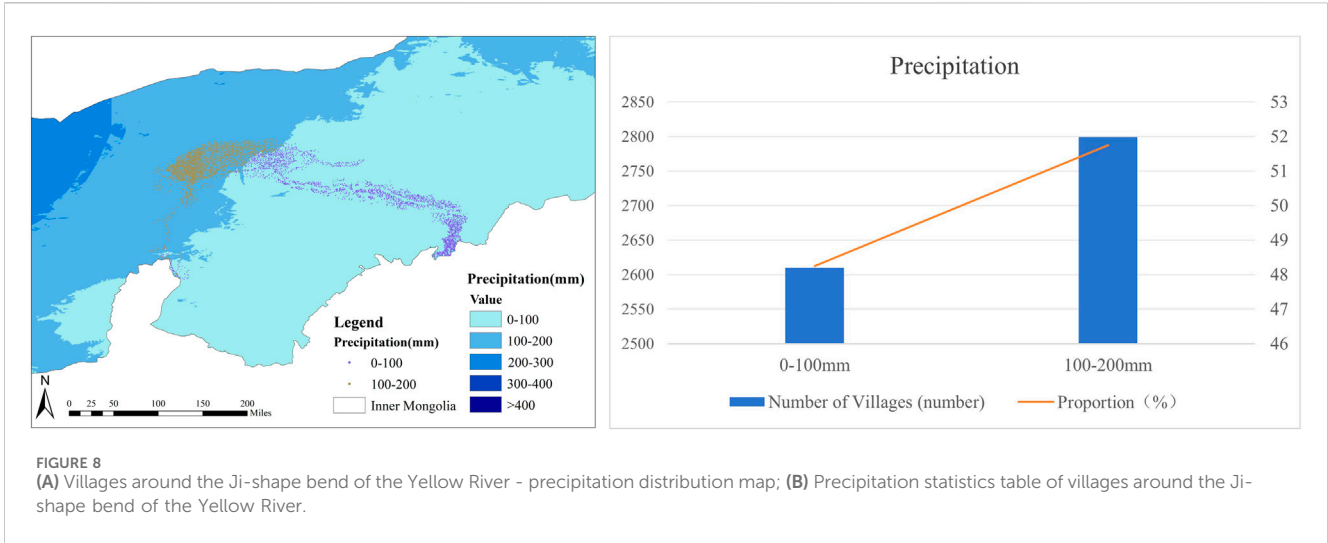 Legend
Precipitation(mm)
0-100
100-200
Inner Mongolia
Precipitation(mm)
Value
0-100
100-200
200-300
300-400
>400
N
0 25 50 100 150 200
Miles
Precipitation
2850
2800
2750
2700
2650
2600
2550
2500
53
52
51
50
49
48
47
46
0-100mm 100-200mm
Number of Villages (number) Proportion（%）
FIGURE 8
(A) Villages around the Ji-shape bend of the Yellow River - precipitation distribution map; (B) Precipitation statistics table of villages around the Ji-
shape bend of the Yellow River.